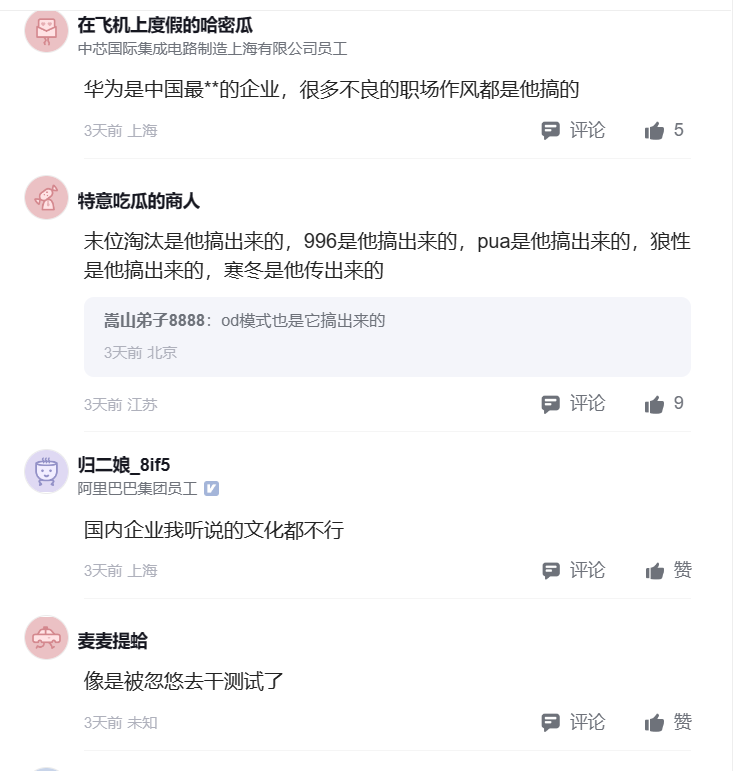 在飞机上度假的哈密瓜
中芯国际集成电路制造上海有限公司员工
华为是中国最**的企业，很多不良的职场作风都是他搞的
3天前 上海
评论
5
特意吃瓜的商人
末位淘汰是他搞出来的，996是他搞出来的，pua是他搞出来的，狼性
是他搞出来的，寒冬是他传出来的
嵩山弟子8888：od模式也是它搞出来的
3天前 北京
3天前 江苏
评论
9
归二娘_8if5
阿里巴巴集团员工
国内企业我听说的文化都不行
3天前 上海
评论
赞
麦麦提蛤
像是被忽悠去干测试了
3天前 未知
评论
赞